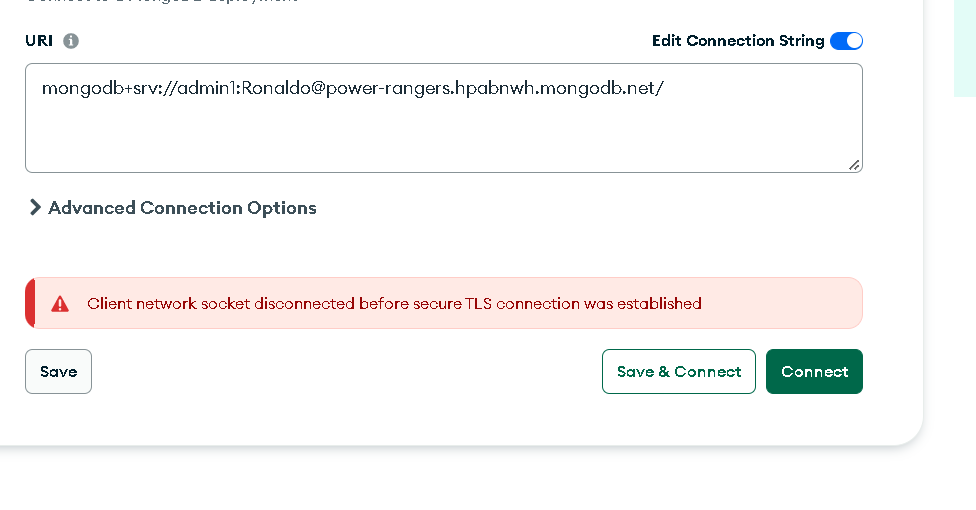 URI
Edit Connection String
mongodb+srv://admin1:Ronaldo@power-rangers.hpabnwh.mongodb.net/
Advanced Connection Options
Client network socket disconnected before secure TLS connection was established
Save
Save & Connect
Connect